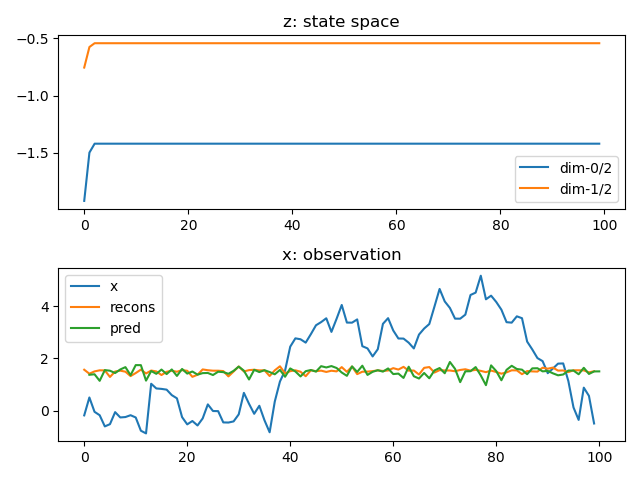 z: state space
−0.5
−1.0
−1.5
dim-0/2
dim-1/2
0 20 40 60 80 100
x: observation
x
recons
pred
4
2
0
0 20 40 60 80 100